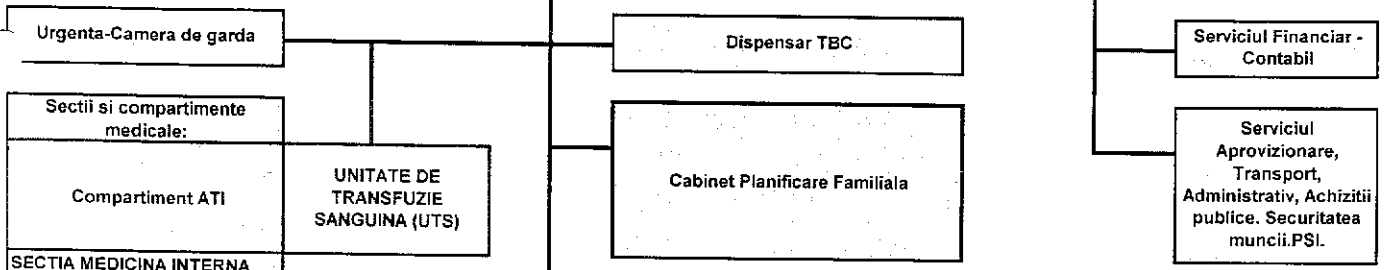 Urgenta-Camera de garda
Dispensar TBC
Serviciul Financiar -
Contabil
Sectii si compartimente
medicale:
Compartiment ATI
UNITATE DE
TRANSFUZIE
SANGUINA (UTS)
Cabinet Planificare Familiala
Serviciul
Aprovizionare,
Transport,
Administrativ, Achizitii
publice. Securitatea
muncii.PSI.
SECTIA MEDICINA INTERNA